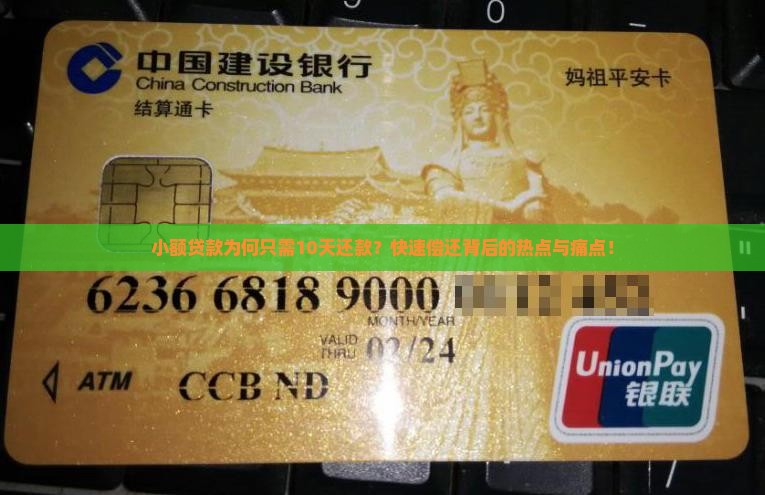 0
中国建设银行
China Construction Bank
妈祖平安卡
结算通卡
小额贷款为何只需10天还款？快速偿还背后的热点与痛点！
6236 6818 9000
MONTH/YEAR
VALID
THRU
ATM
CCB ND
UnionPay
银联